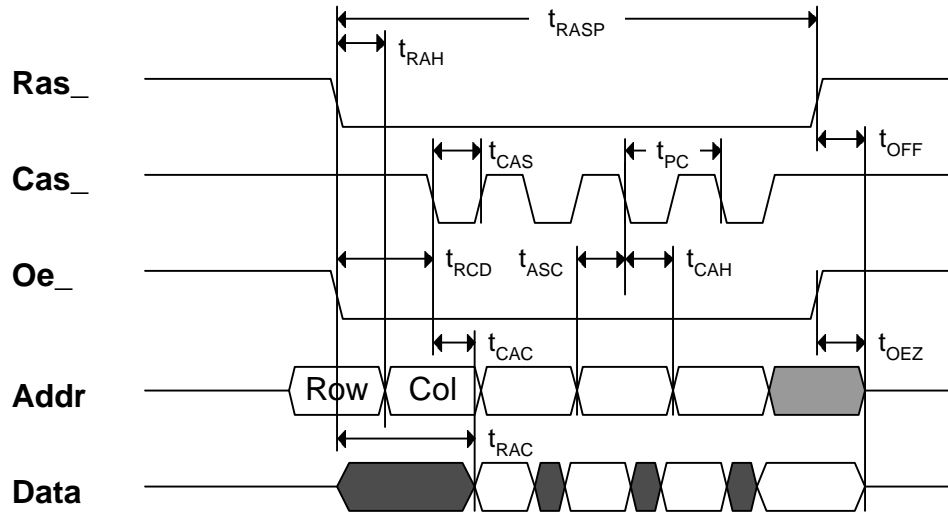 tRASP
tRAH
Ras_
tCAS
tPC
tOFF
Cas_
tRCD
tASC
tCAH
Oe_
tCAC
tOEZ
Addr
Row
Col
tRAC
Data